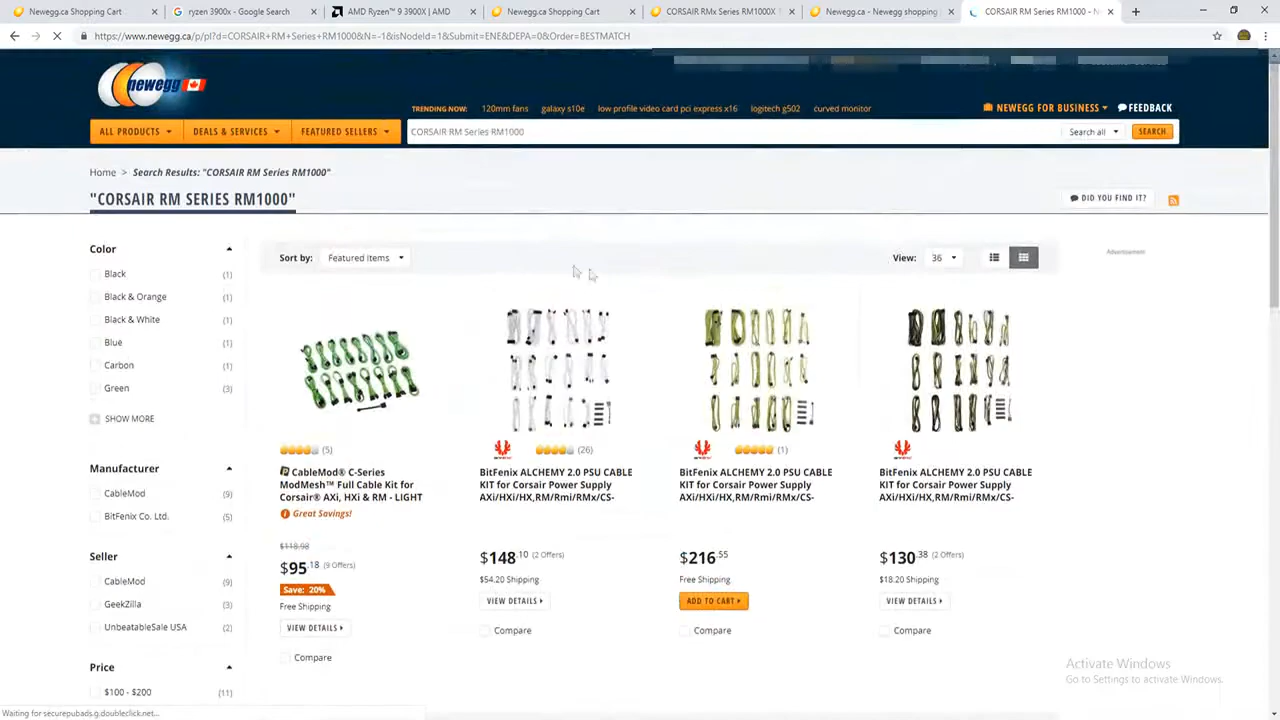 Newegg.ca Shopping Cart
ryzen 3900x - Google Search
AMD Ryzen™ 9 3900X | AMD
Newegg.ca Shopping Cart
CORSAIR RMx Series RM1000X
Newegg.ca - Newegg shopping
CORSAIR RM Series RM1000 - N
https://www.newegg.ca/p/pl?d=CORSAIR+RM+Series+RM1000&N=-1&isNodeId=1&Submit=ENE&DEPA=0&Order=BESTMATCH
newegg
TRENDING NOW: 120mm fans galaxy s10e low profile video card pci express x16 logitech g502 curved monitor
NEWEGG FOR BUSINESS
FEEDBACK
ALL PRODUCTS
DEALS & SERVICES
FEATURED SELLERS
CORSAIR RM Series RM1000
Search all
SEARCH
Home > Search Results: "CORSAIR RM Series RM1000"
"CORSAIR RM SERIES RM1000"
DID YOU FIND IT?
Color
Black (1)
Black & Orange (1)
Black & White (1)
Blue (1)
Carbon (1)
Green (3)
SHOW MORE
Manufacturer
CableMod (9)
BitFenix Co. Ltd. (5)
Seller
CableMod (9)
GeekZilla (3)
UnbeatableSale USA (2)
Price
$100 - $200 (11)
Sort by: Featured Items
View: 36
Advertisement
(5)
CableMod® C-Series
ModMesh™ Full Cable Kit for
Corsair® AXi, HXi & RM - LIGHT
Great Savings!
$118.98
$95.18 (9 Offers)
Save: 20%
Free Shipping
VIEW DETAILS
Compare
(26)
BitFenix ALCHEMY 2.0 PSU CABLE
KIT for Corsair Power Supply
AXi/HXi/HX,RM/Rmi/RMx/CS-
$148.10 (2 Offers)
$54.20 Shipping
VIEW DETAILS
Compare
(1)
BitFenix ALCHEMY 2.0 PSU CABLE
KIT for Corsair Power Supply
AXi/HXi/HX,RM/Rmi/RMx/CS-
$216.55
Free Shipping
ADD TO CART
Compare
BitFenix ALCHEMY 2.0 PSU CABLE
KIT for Corsair Power Supply
AXi/HXi/HX,RM/Rmi/RMx/CS-
$130.38 (2 Offers)
$18.20 Shipping
VIEW DETAILS
Compare
Activate Windows
Go to Settings to activate Windows.
Waiting for securepubads.g.doubleclick.net...